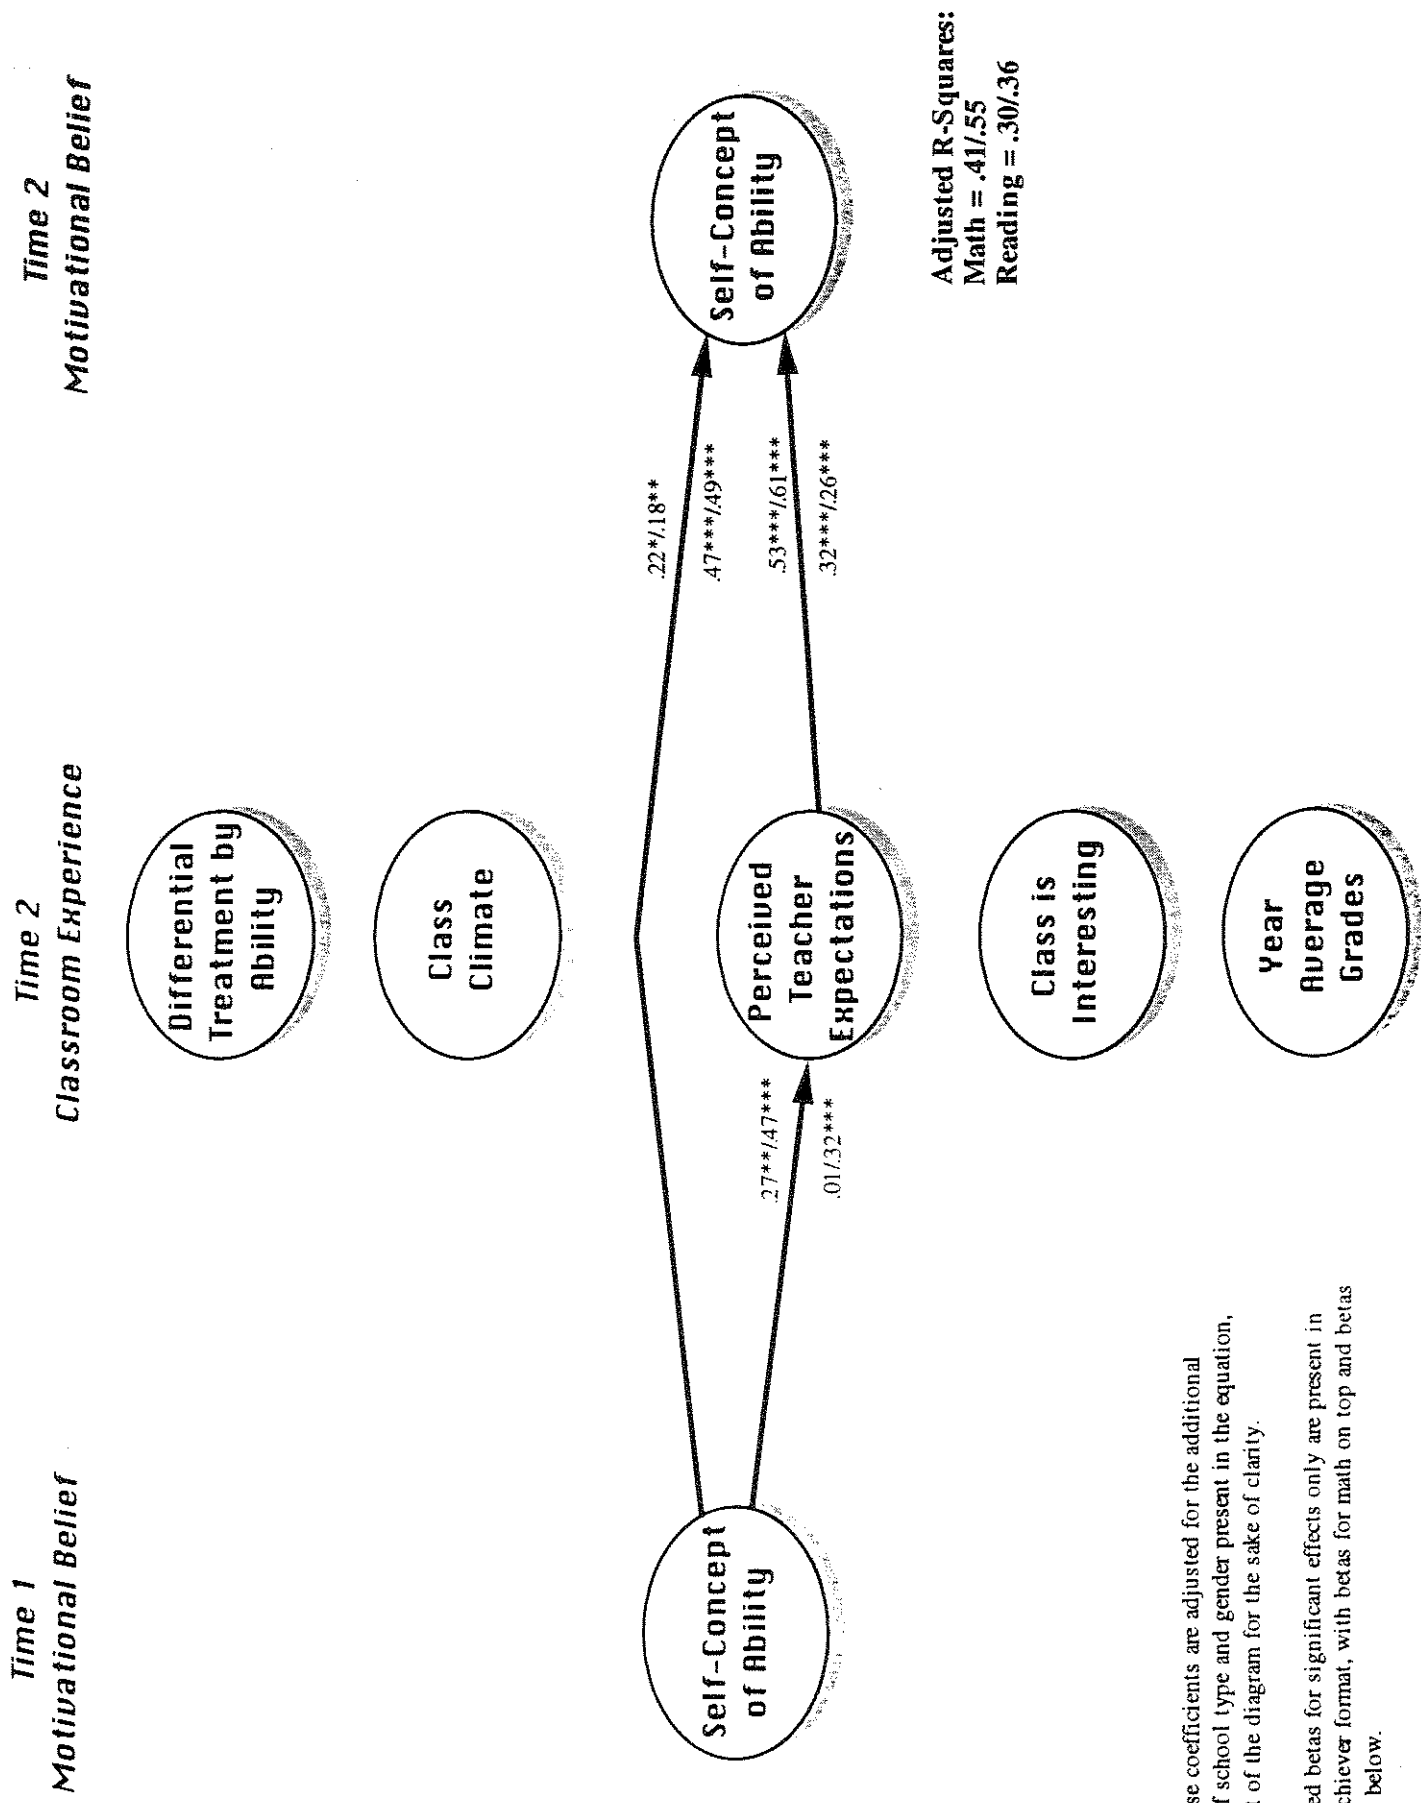 Time 1
Motivational Belief
Time 2
Classroom Experience
Time 2
Motivational Belief
Differential
Treatment by
Ability
Class
Climate
Self-Concept
of Ability
.22*/.18**
.47***/.49***
Self-Concept
of Ability
.27**/.47***
.01/.32***
Perceived
Teacher
Expectations
.53***/.61***
.32***/.26***
Adjusted R-Squares:
Math = .41/.55
Reading = .30/.36
Class is
Interesting
Year
Average
Grades
coefficients are adjusted for the additional
school type and gender present in the equation,
of the diagram for the sake of clarity.
betas for significant effects only are present in
format, with betas for math on top and betas
below.